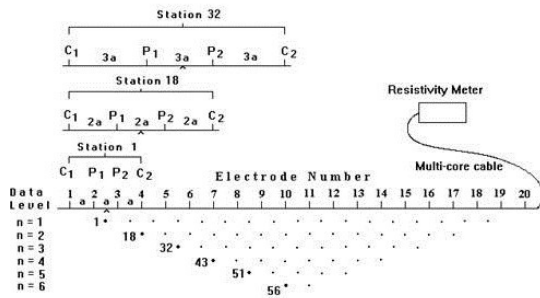 Station 32
C1 3a P1 3a P2 3a C2
Station 18
C1 2a P1 2a P2 2a C2
Resistivity Meter
Station 1
C1 P1 P2 C2
Electrode Number
Multi-core cable
Data Level
1 2 3 4 5 6 7 8 9 10 11 12 13 14 15 16 17 18 19 20
a a a
n = 1 1
n = 2 18
n = 3 32
n = 4 43
n = 5 51
n = 6 56